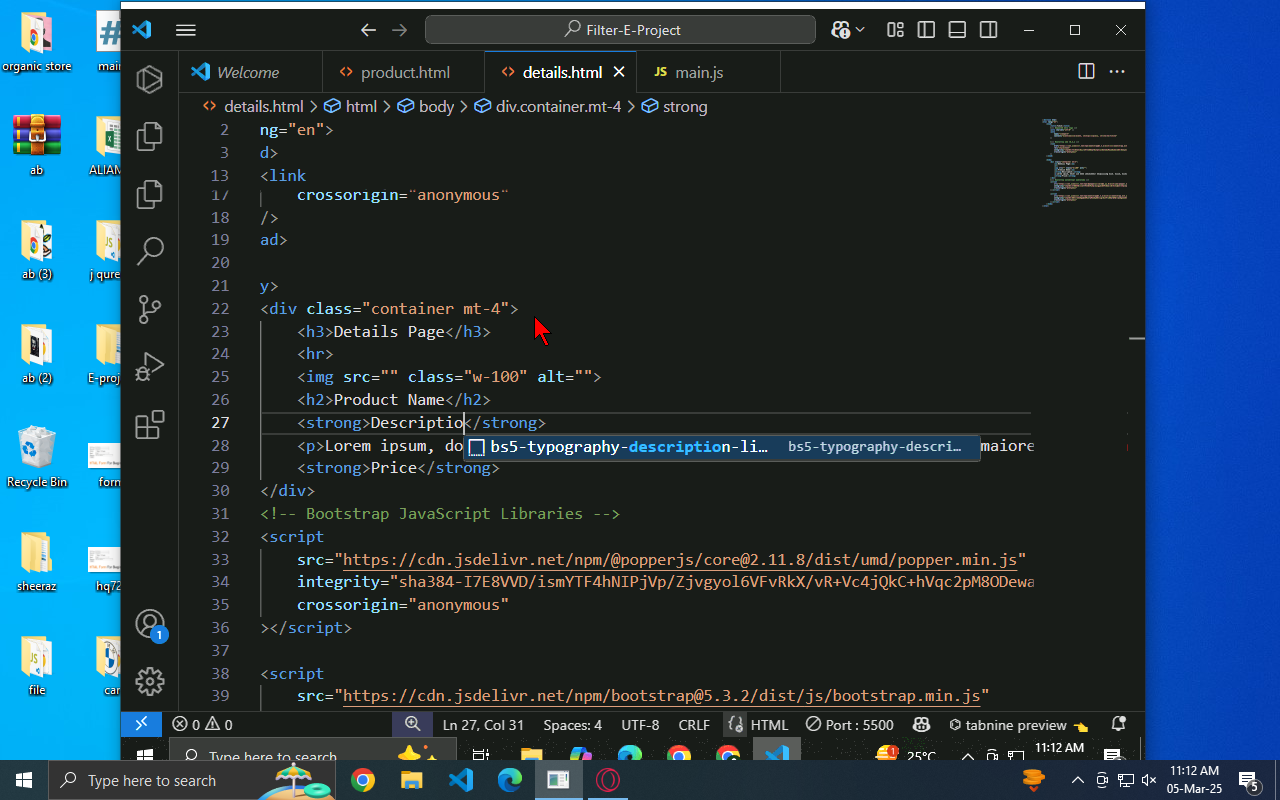 organic store
main
ab
ALIAM
ab (3)
j qure
ab (2)
E-proj
Recycle Bin
form
sheeraz
hq72
file
car
Filter-E-Project
Welcome
product.html
details.html
JS main.js
details.html > html > body > div.container.mt-4 > strong
2 ng="en">
3 d>
13 <link
17 crossorigin="anonymous"
18 />
19 ad>
20
21 y>
22 <div class="container mt-4">
23 <h3>Details Page</h3>
24 <hr>
25 <img src="" class="w-100" alt="">
26 <h2>Product Name</h2>
27 <strong>Descriptio</strong>
28 <p>Lorem ipsum, do maiore
bs5-typography-description-li… bs5-typography-descri…
29 <strong>Price</strong>
30 </div>
31 <!-- Bootstrap JavaScript Libraries -->
32 <script
33 src="https://cdn.jsdelivr.net/npm/@popperjs/core@2.11.8/dist/umd/popper.min.js"
34 integrity="sha384-I7E8VVD/ismYTF4hNIPjVp/Zjvgyol6VFvRkX/vR+Vc4jQkC+hVqc2pM8ODewa
35 crossorigin="anonymous"
36 ></script>
37
38 <script
39 src="https://cdn.jsdelivr.net/npm/bootstrap@5.3.2/dist/js/bootstrap.min.js"
1
0 0 Ln 27, Col 31 Spaces: 4 UTF-8 CRLF HTML Port : 5500 tabnine preview
Type here to search 1 25°C 11:12 AM
Type here to search 11:12 AM
05-Mar-25
5